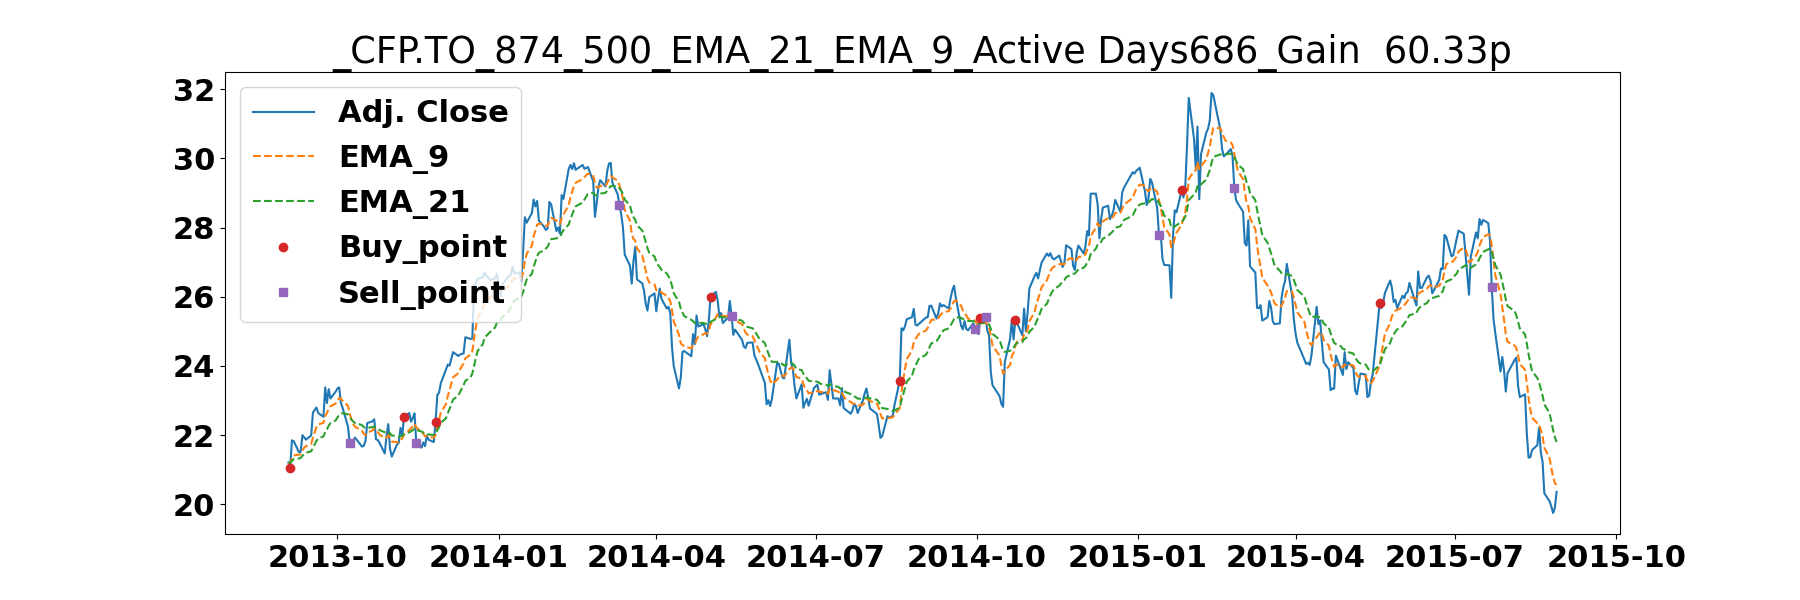 _CFP.TO_874_500_EMA_21_EMA_9_Active Days686_Gain  60.33p
32
30
28
26
24
22
20
Adj. Close
EMA_9
EMA_21
Buy_point
Sell_point
2013-10 2014-01 2014-04 2014-07 2014-10 2015-01 2015-04 2015-07 2015-10